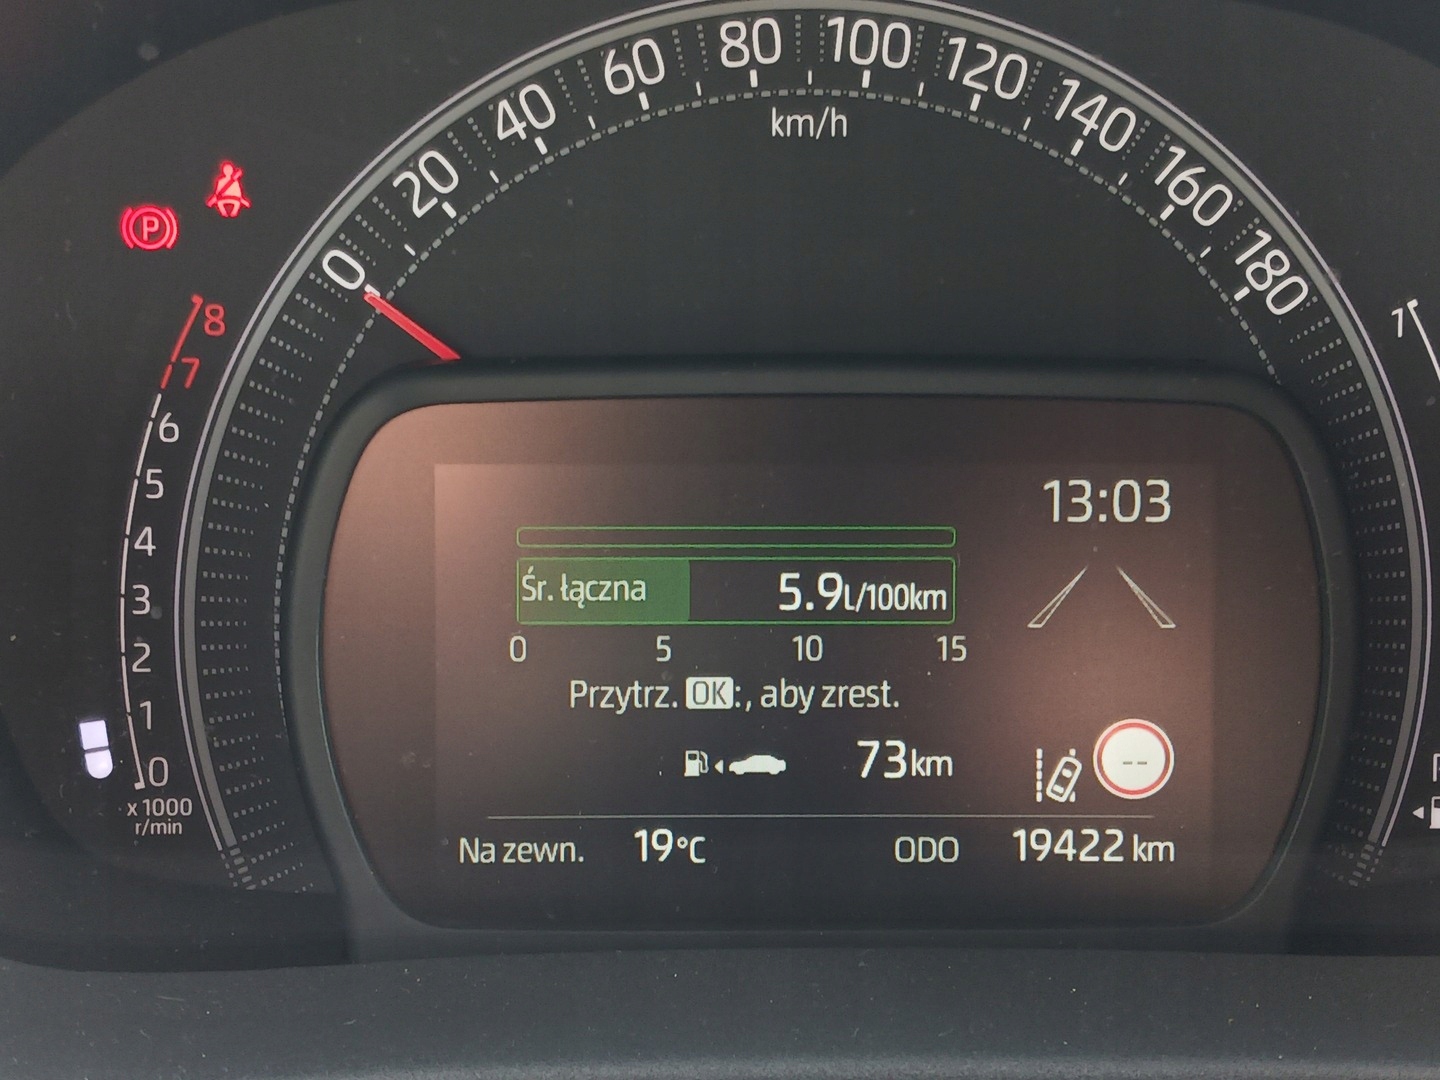 0 20 40 60 80 100 120 140 160 180
km/h
P
8
7
6
5
4
3
2
1
0
x 1000
r/min
13:03
Śr. łączna 5.9L/100km
0 5 10 15
Przytrz. OK:, aby zrest.
73km
--
Na zewn. 19°C ODO 19422 km
1